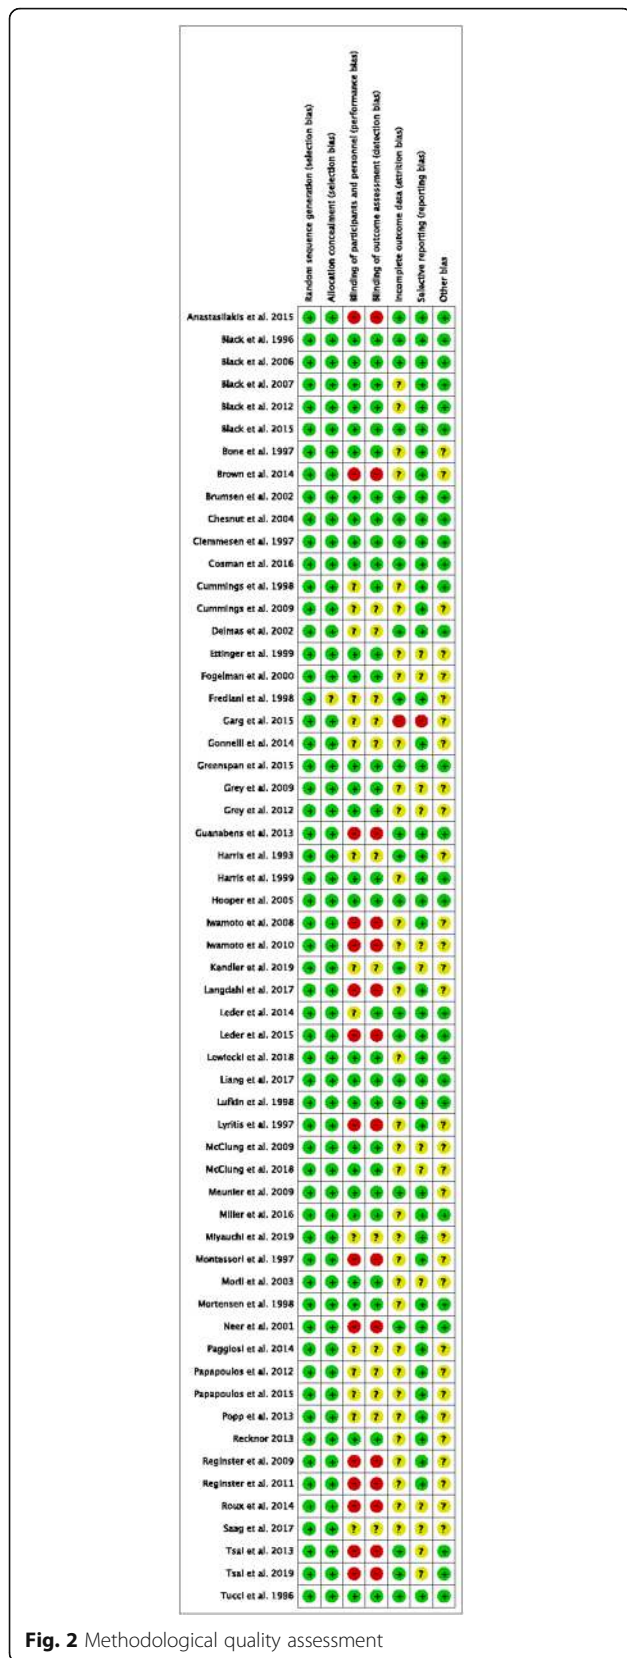 Random sequence generation (selection bias)
Allocation concealment (selection bias)
Blinding of participants and personnel (performance bias)
Blinding of outcome assessment (detection bias)
Incomplete outcome data (attrition bias)
Selective reporting (reporting bias)
Other bias
Anastasilakis et al. 2015 + + - - + + +
Black et al. 1996 + + + + + + +
Black et al. 2006 + + + + + + +
Black et al. 2007 + + + + ? + +
Black et al. 2012 + + + + ? + +
Black et al. 2015 + + + + + + +
Bone et al. 1997 + + + + ? + ?
Brown et al. 2014 + + - - ? + ?
Brumsen et al. 2002 + + + + + + +
Chesnut et al. 2004 + + + + + + +
Clemmesen et al. 1997 + + + + + + +
Cosman et al. 2016 + + + + + + +
Cummings et al. 1998 + + ? + ? + +
Cummings et al. 2009 + + ? ? ? + ?
Delmas et al. 2002 + + ? ? + + +
Ettinger et al. 1999 + + + + ? ? ?
Fogelman et al. 2000 + + + + ? ? ?
Frediani et al. 1998 + ? ? ? + + ?
Garg et al. 2015 + + ? ? - - ?
Gonnelli et al. 2014 + + ? ? ? + ?
Greenspan et al. 2015 + + + + + + +
Grey et al. 2009 + + + + ? ? ?
Grey et al. 2012 + + + + ? ? ?
Guanabens et al. 2013 + + - - + + +
Harris et al. 1993 + + ? ? + + ?
Harris et al. 1999 + + + + ? + +
Hooper et al. 2005 + + + + + + +
Iwamoto et al. 2008 + + - - ? + ?
Iwamoto et al. 2010 + + - - ? ? ?
Kendler et al. 2019 + + ? ? + ? ?
Langdahl et al. 2017 + + - - ? + ?
Leder et al. 2014 + + ? + + + +
Leder et al. 2015 + + - - + + +
Lewiecki et al. 2018 + + + + ? + +
Liang et al. 2017 + + + + + + +
Lufkin et al. 1998 + + + + + + +
Lyritis et al. 1997 + + - - ? + ?
McClung et al. 2009 + + + + ? ? ?
McClung et al. 2018 + + + + ? ? ?
Meunier et al. 2009 + + + + + + ?
Miller et al. 2016 + + + + ? + +
Miyauchi et al. 2019 + + ? ? ? + ?
Montessori et al. 1997 + + - - ? + ?
Morii et al. 2003 + + + + ? ? ?
Mortensen et al. 1998 + + + + ? + +
Neer et al. 2001 + + - - + + +
Paggiosi et al. 2014 + + ? ? ? + ?
Papapoulos et al. 2012 + + ? ? ? + ?
Papapoulos et al. 2015 + + ? ? ? + ?
Popp et al. 2013 + + ? ? ? + ?
Recknor 2013 + + + + ? + ?
Reginster et al. 2009 + + - - ? + ?
Reginster et al. 2011 + + - - ? + ?
Roux et al. 2014 + + - - ? ? ?
Saag et al. 2017 + + ? ? ? ? ?
Tsai et al. 2013 + + - - + ? +
Tsai et al. 2019 + + - - + ? +
Tucci et al. 1996 + + + + + + +
Fig. 2 Methodological quality assessment